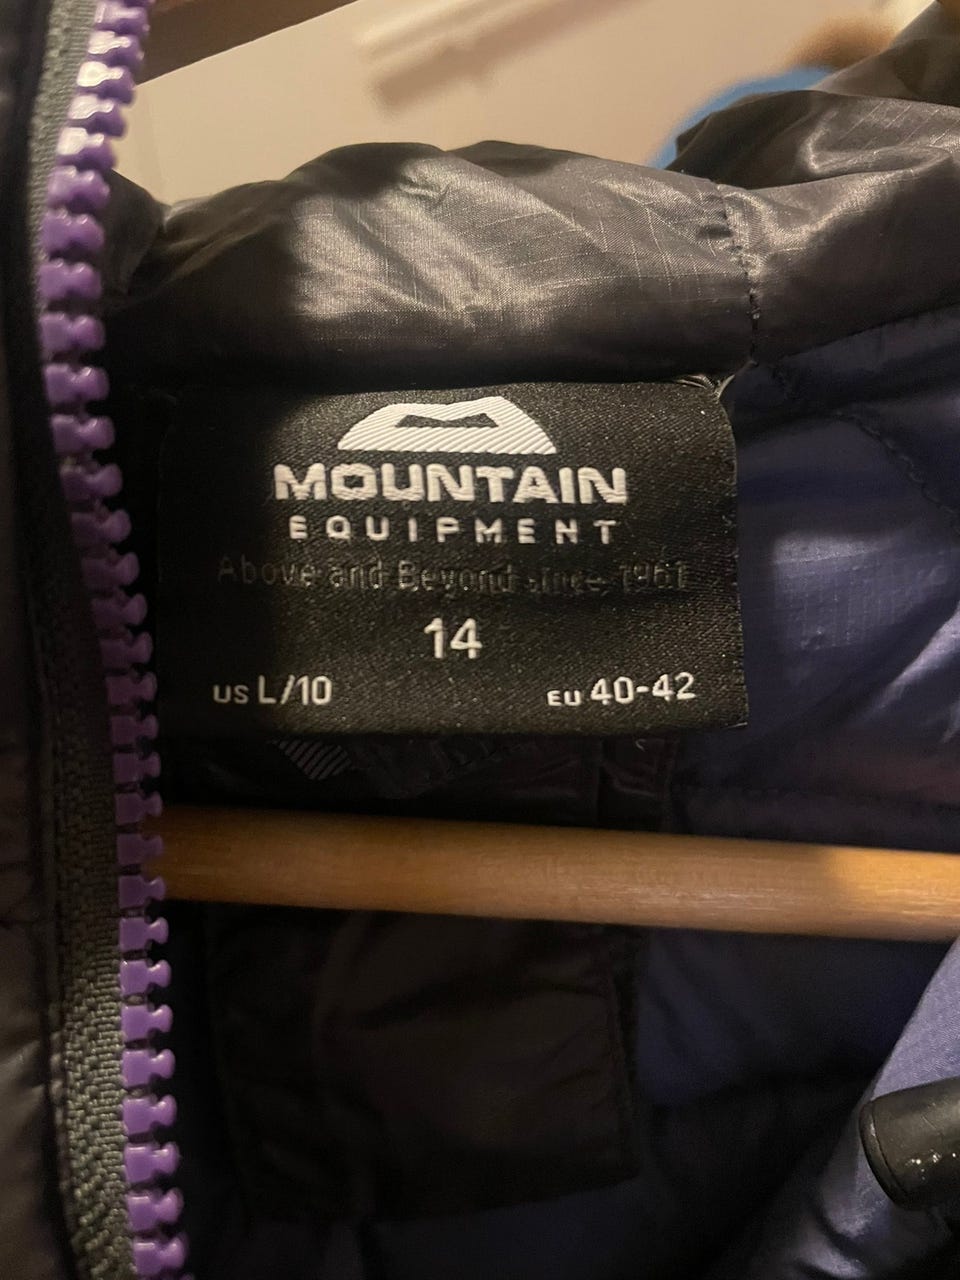 MOUNTAIN
EQUIPMENT
Above and Beyond since 1961
14
US L/10 EU 40-42